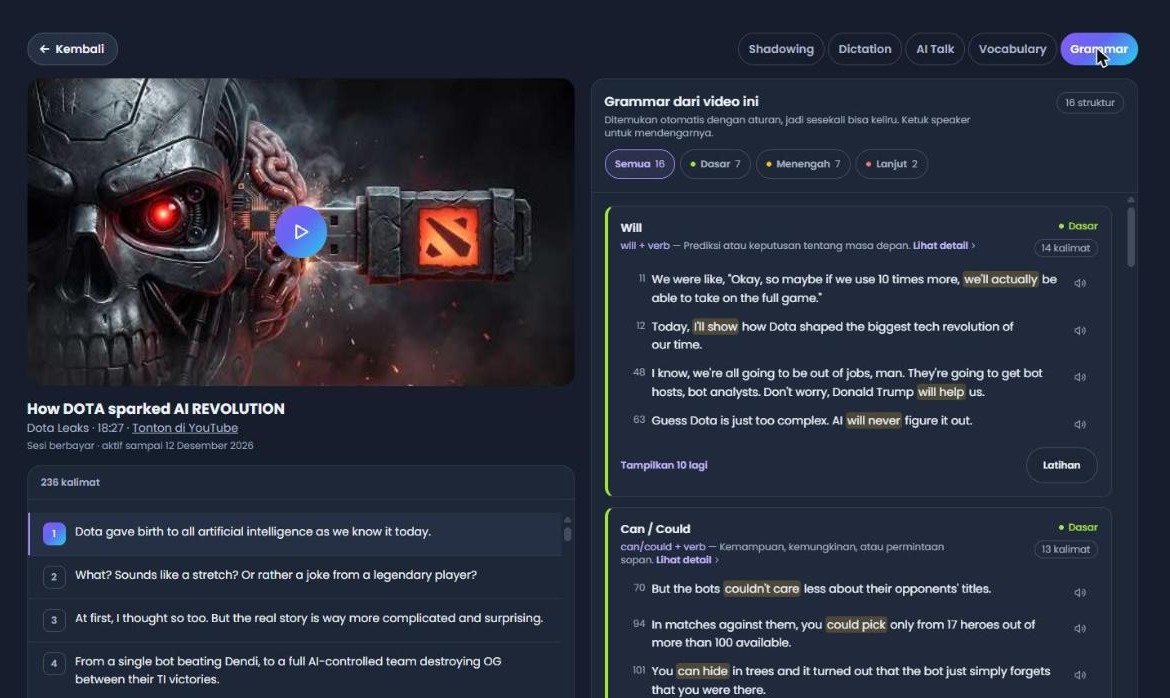 ← Kembali
Shadowing
Dictation
AI Talk
Vocabulary
Grammar
How DOTA sparked AI REVOLUTION
Dota Leaks · 18:27 · Tonton di YouTube
Sesi berbayar · aktif sampai 12 Desember 2026
236 kalimat
1 Dota gave birth to all artificial intelligence as we know it today.
2 What? Sounds like a stretch? Or rather a joke from a legendary player?
3 At first, I thought so too. But the real story is way more complicated and surprising.
4 From a single bot beating Dendi, to a full AI-controlled team destroying OG
between their TI victories.
Grammar dari video ini
16 struktur
Ditemukan otomatis dengan aturan, jadi sesekali bisa keliru. Ketuk speaker
untuk mendengarnya.
Semua 16
Dasar 7
Menengah 7
Lanjut 2
Will
Dasar
will + verb — Prediksi atau keputusan tentang masa depan. Lihat detail ›
14 kalimat
11 We were like, "Okay, so maybe if we use 10 times more, we'll actually be
able to take on the full game."
12 Today, I'll show how Dota shaped the biggest tech revolution of
our time.
48 I know, we're all going to be out of jobs, man. They're going to get bot
hosts, bot analysts. Don't worry, Donald Trump will help us.
63 Guess Dota is just too complex. AI will never figure it out.
Tampilkan 10 lagi
Latihan
Can / Could
Dasar
can/could + verb — Kemampuan, kemungkinan, atau permintaan
sopan. Lihat detail ›
13 kalimat
70 But the bots couldn't care less about their opponents' titles.
94 In matches against them, you could pick only from 17 heroes out of
more than 100 available.
101 You can hide in trees and it turned out that the bot just simply forgets
that you were there.